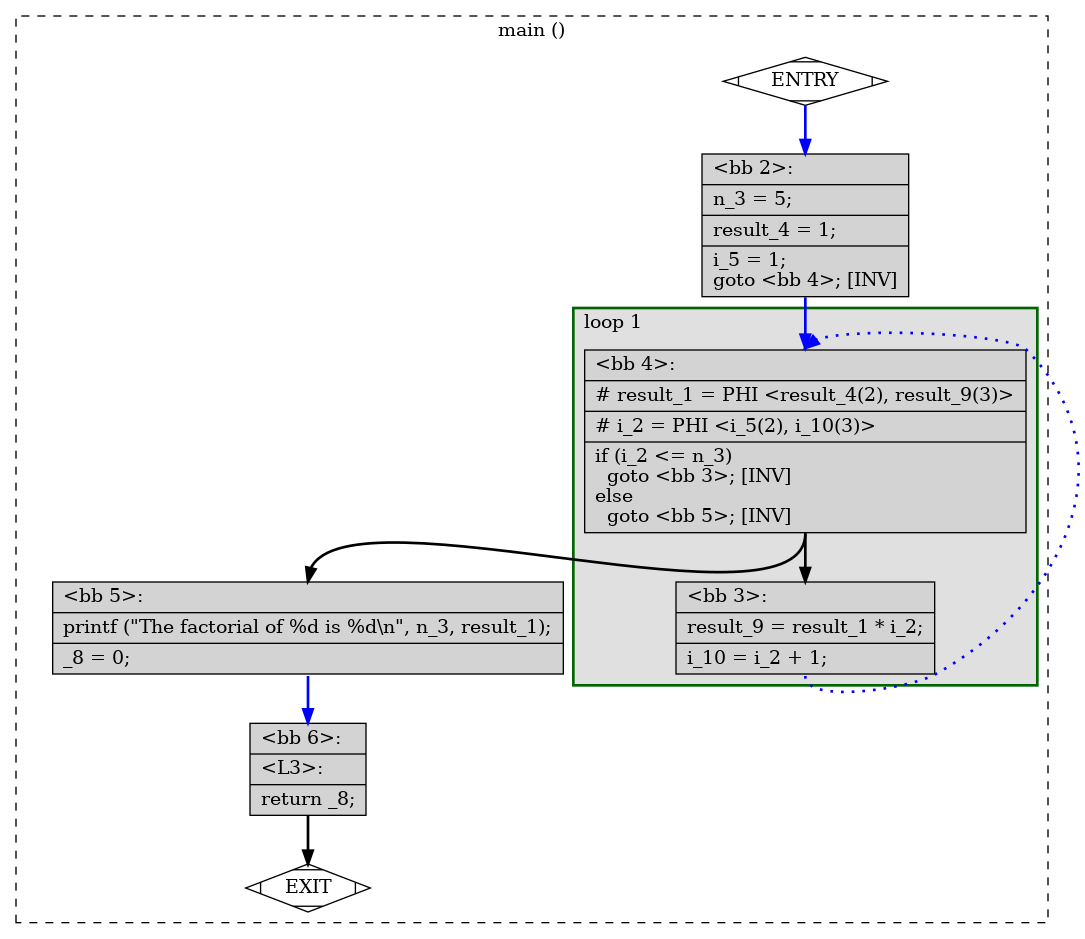 main ()
ENTRY
<bb 2>:
n_3 = 5;
result_4 = 1;
i_5 = 1;
goto <bb 4>; [INV]
loop 1
<bb 4>:
# result_1 = PHI <result_4(2), result_9(3)>
# i_2 = PHI <i_5(2), i_10(3)>
if (i_2 <= n_3)
  goto <bb 3>; [INV]
else
  goto <bb 5>; [INV]
<bb 5>:
printf ("The factorial of %d is %d\n", n_3, result_1);
_8 = 0;
<bb 3>:
result_9 = result_1 * i_2;
i_10 = i_2 + 1;
<bb 6>:
<L3>:
return _8;
EXIT